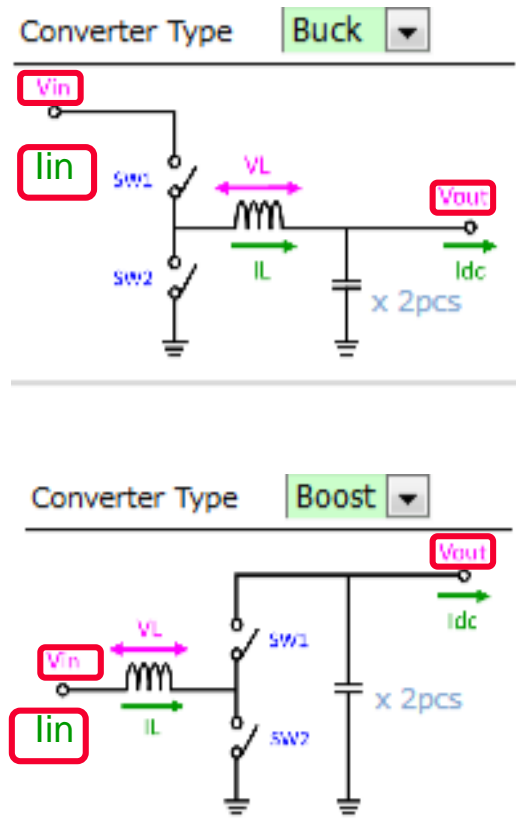 Converter Type Buck
Vin
Iin
SW1
VL
Vout
SW2
IL
Idc
x 2pcs
Converter Type Boost
Vout
Idc
VL
SW1
Vin
x 2pcs
Iin
IL
SW2